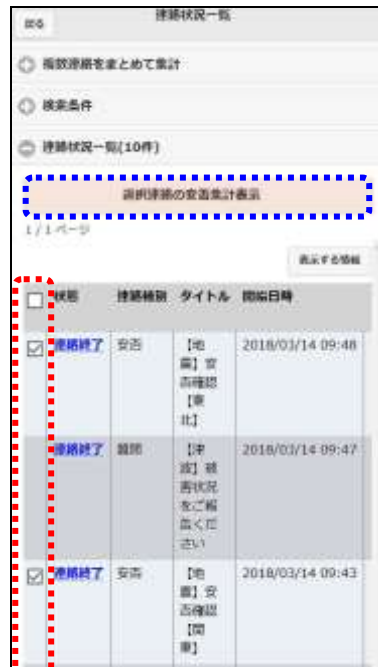 戻る
連絡状況一覧
複数連絡をまとめて集計
検索条件
連絡状況一覧(10件)
選択連絡の安否集計表示
1/1ページ
表示する情報
状態 連絡種別 タイトル 開始日時
連絡終了 安否 【地 2018/03/14 09:48
震】安
否確認
【東
北】
連絡終了 質問 【津 2018/03/14 09:47
波】被
害状況
をご報
告くだ
さい
連絡終了 安否 【地 2018/03/14 09:43
震】安
否確認
【関
東】